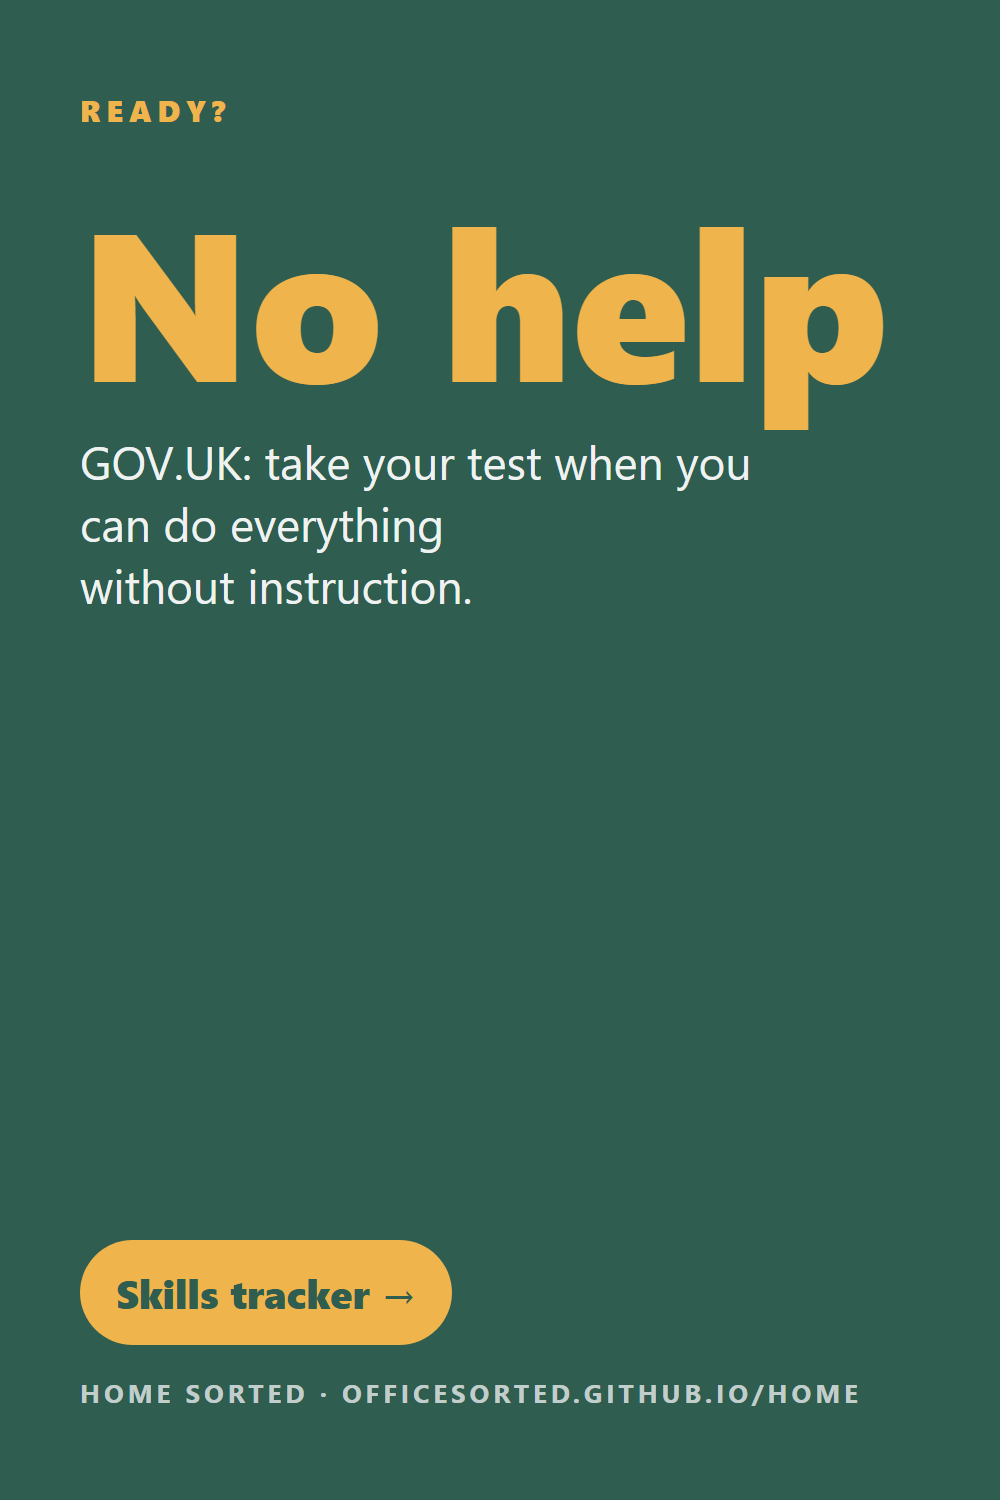 READY?
No help
GOV.UK: take your test when you
can do everything
without instruction.
Skills tracker →
HOME SORTED · OFFICESORTED.GITHUB.IO/HOME